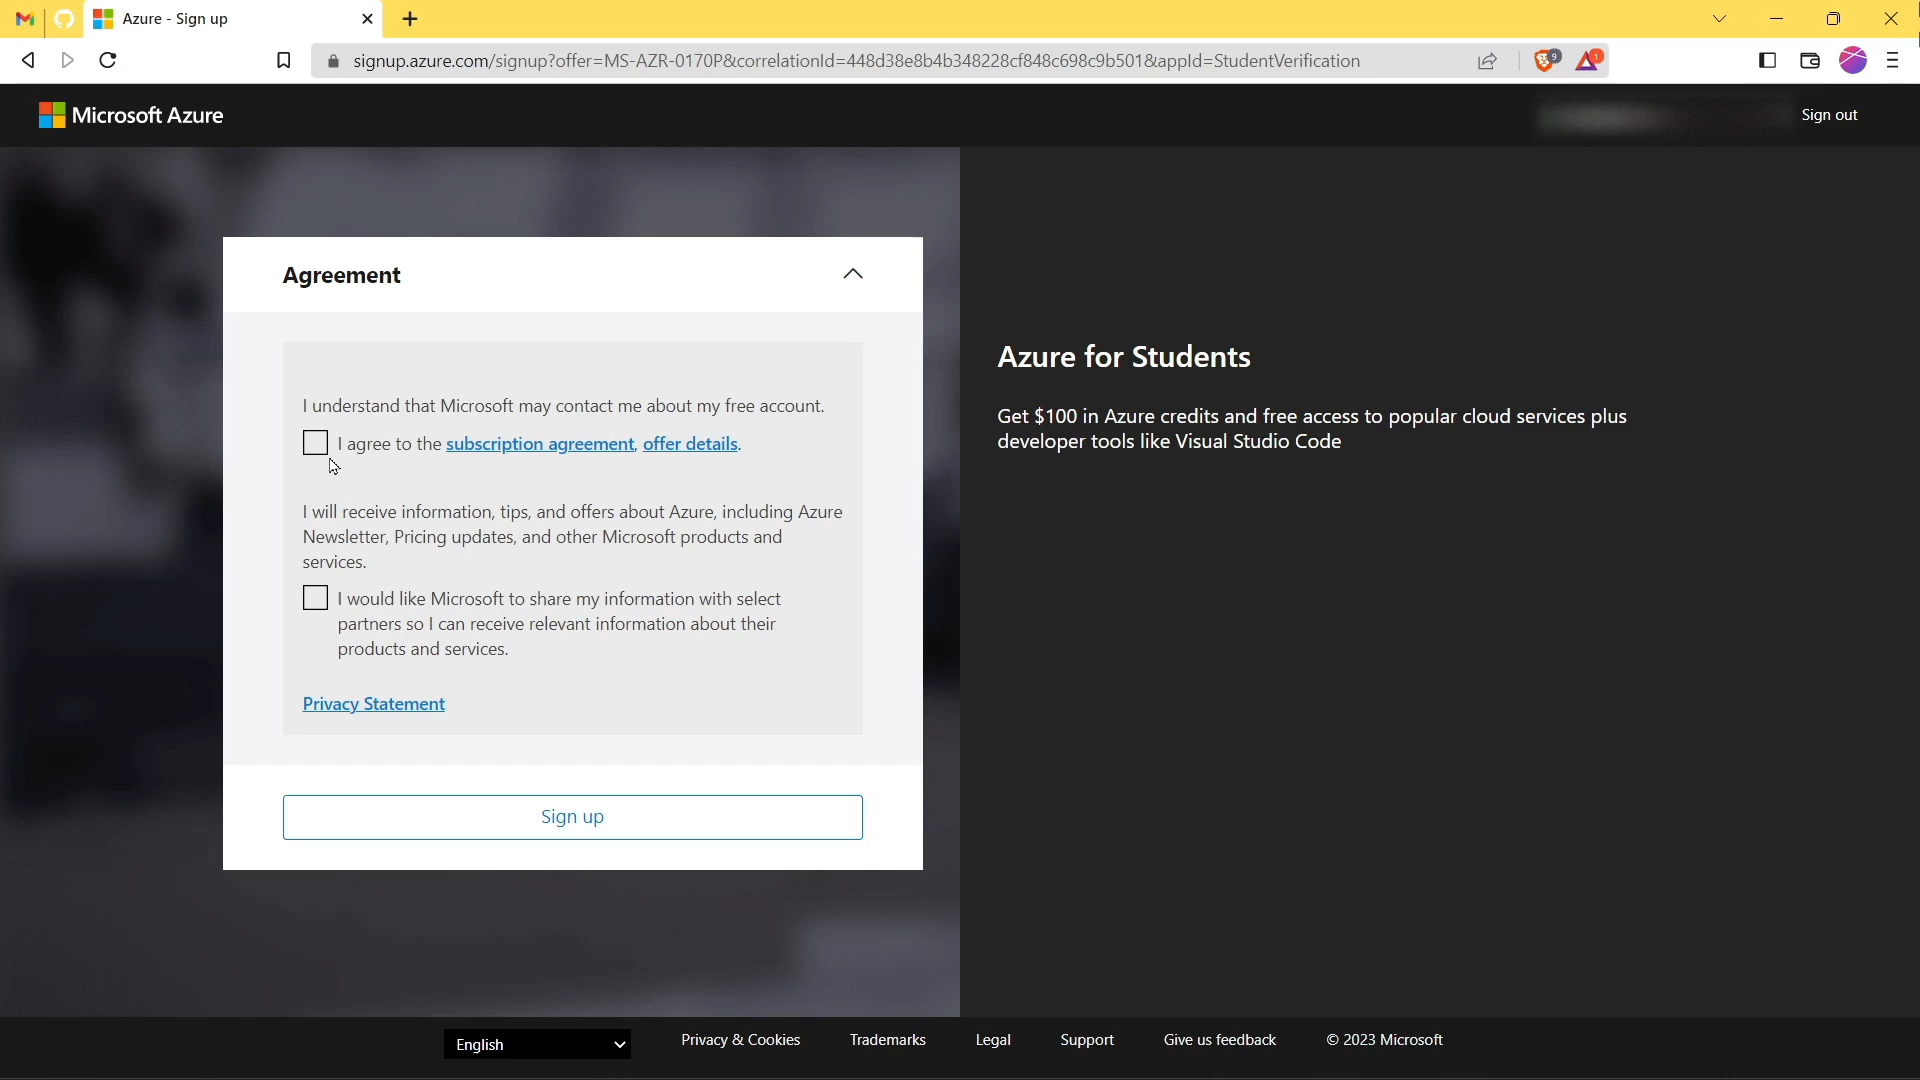 Azure - Sign up
signup.azure.com/signup?offer=MS-AZR-0170P&correlationId=448d38e8b4b348228cf848c698c9b501&appId=StudentVerification
9
1
Microsoft Azure
Sign out
Agreement
I understand that Microsoft may contact me about my free account.
I agree to the subscription agreement, offer details.
I will receive information, tips, and offers about Azure, including Azure
Newsletter, Pricing updates, and other Microsoft products and
services.
I would like Microsoft to share my information with select
partners so I can receive relevant information about their
products and services.
Privacy Statement
Sign up
Azure for Students
Get $100 in Azure credits and free access to popular cloud services plus
developer tools like Visual Studio Code
English
Privacy & Cookies
Trademarks
Legal
Support
Give us feedback
© 2023 Microsoft